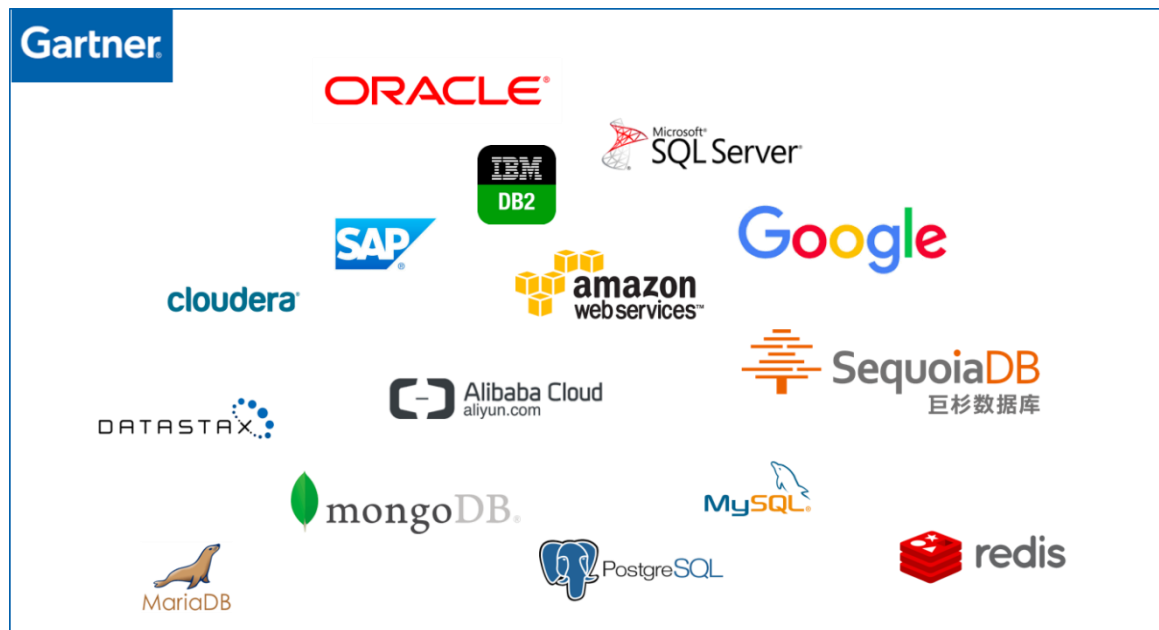 Gartner®
ORACLE®
Microsoft®
SQL Server®
IBM
DB2
SAP®
Google
cloudera®
amazon
web services™
SequoiaDB
巨杉数据库
Alibaba Cloud
aliyun.com
DATASTAX
mongoDB®
MySQL®
MariaDB
PostgreSQL
redis